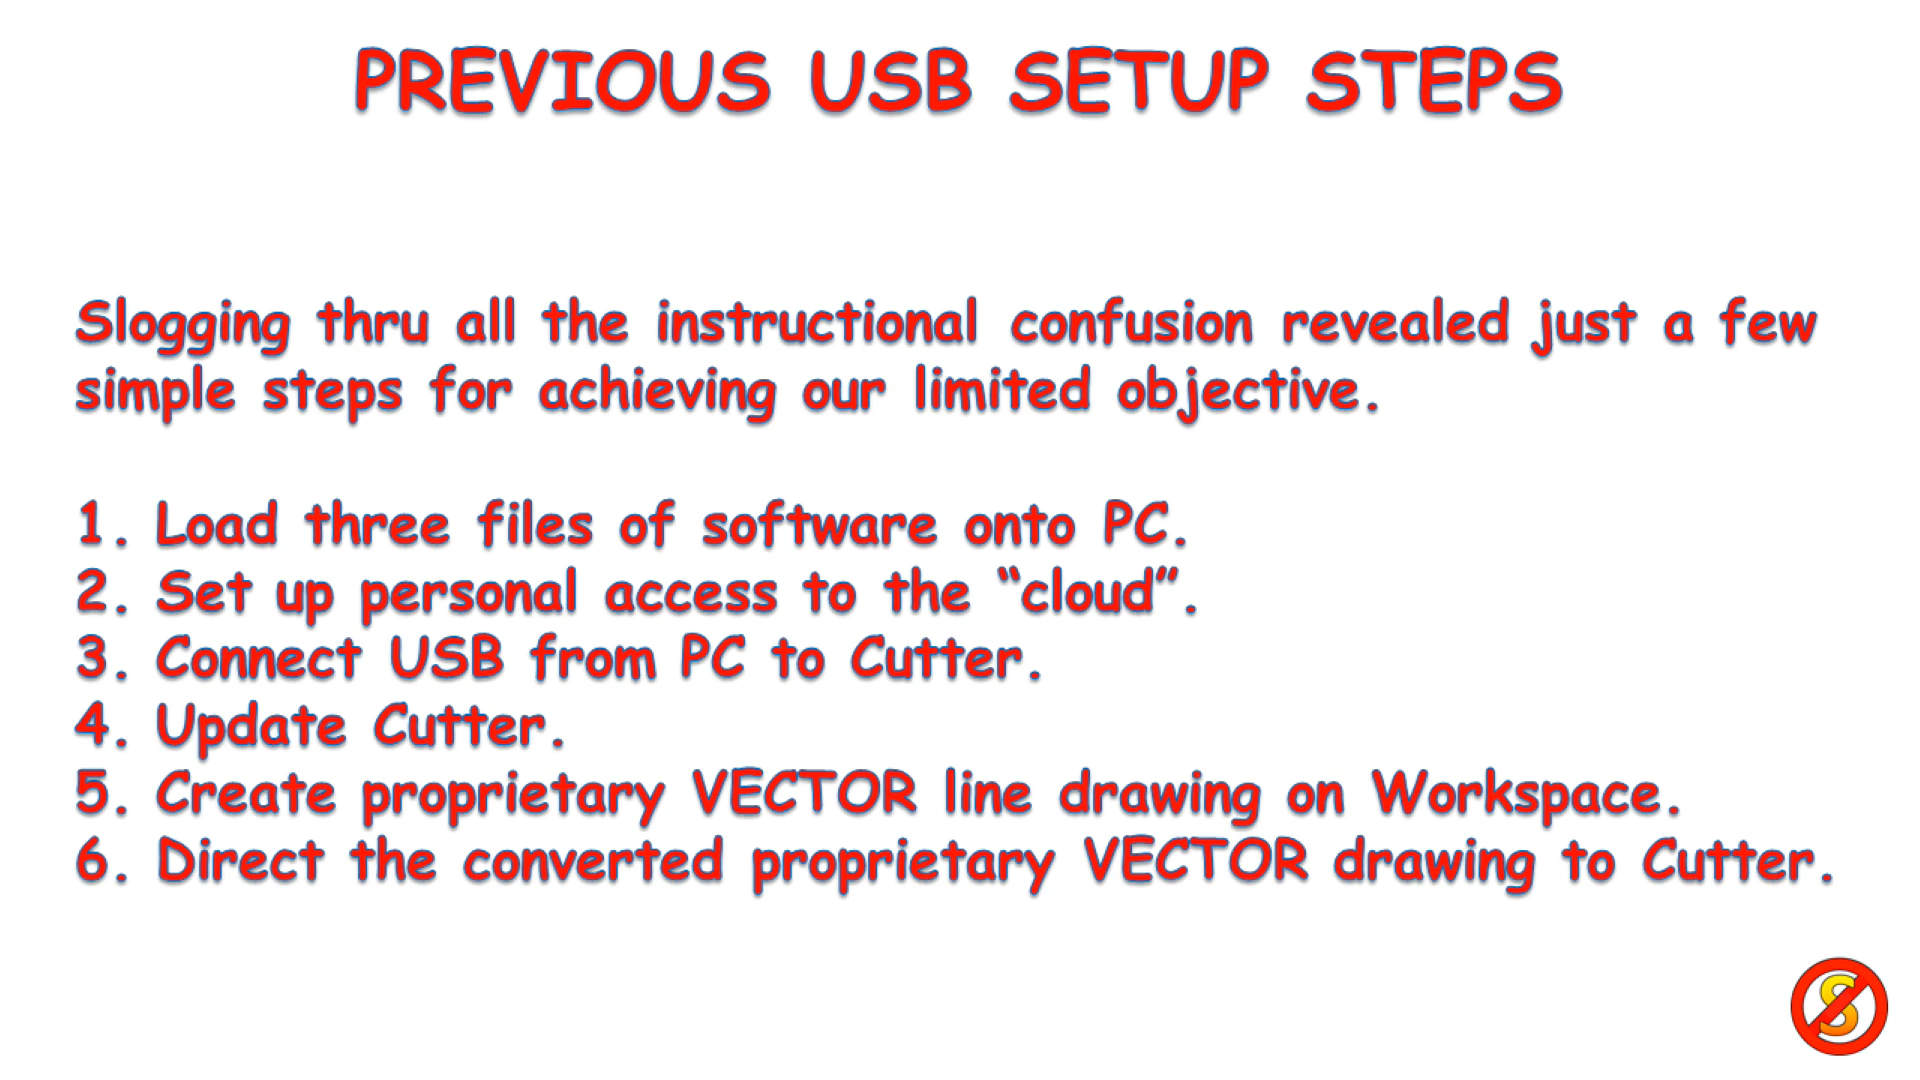 PREVIOUS USB SETUP STEPS
Slogging thru all the instructional confusion revealed just a few
simple steps for achieving our limited objective.
1. Load three files of software onto PC.
2. Set up personal access to the “cloud”.
3. Connect USB from PC to Cutter.
4. Update Cutter.
5. Create proprietary VECTOR line drawing on Workspace.
6. Direct the converted proprietary VECTOR drawing to Cutter.
S